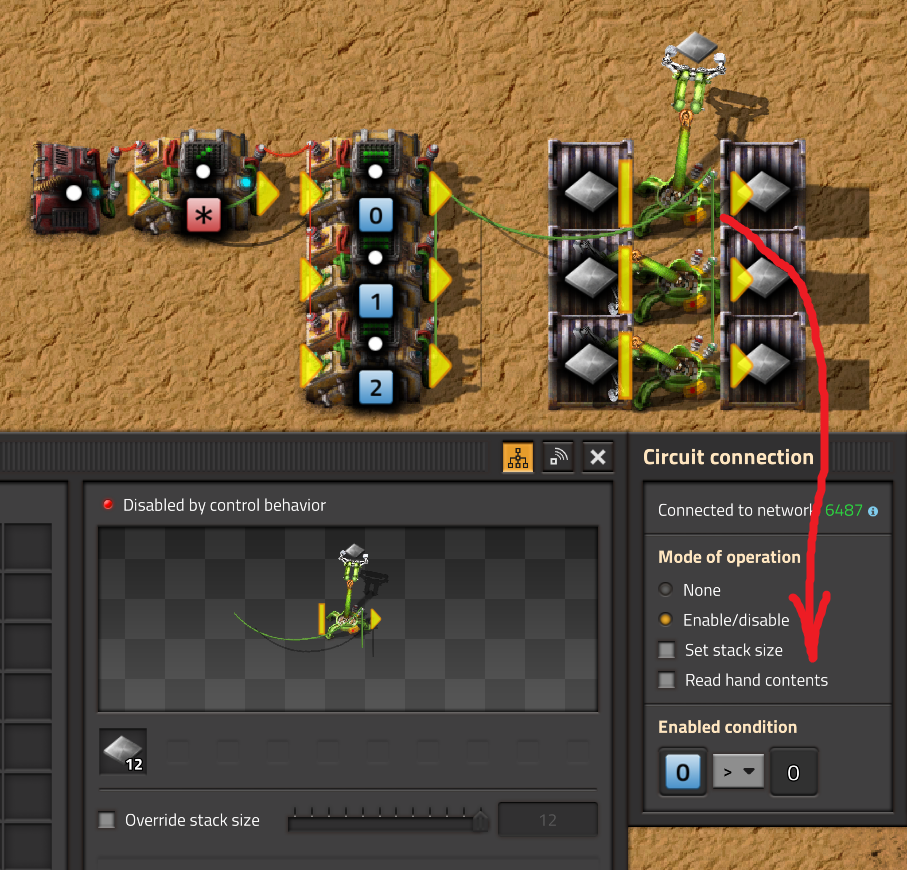 *
0
1
2
Circuit connection
Disabled by control behavior
Connected to network 6487
Mode of operation
None
Enable/disable
Set stack size
Read hand contents
Enabled condition
12
0 > 0
Override stack size
12